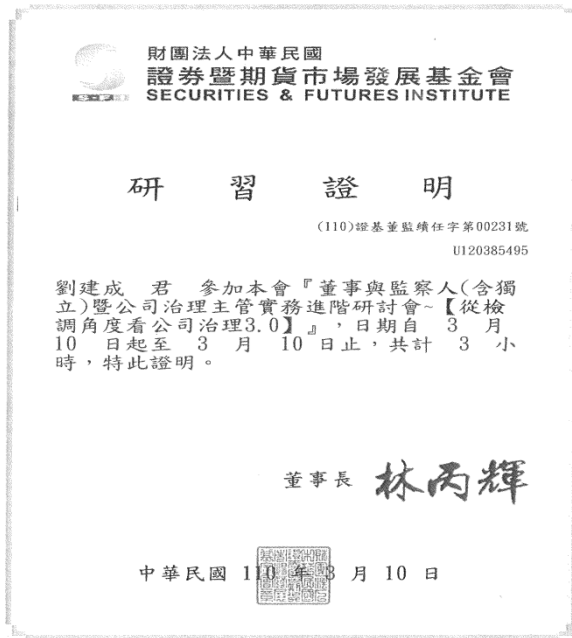 財團法人中華民國
證券暨期貨市場發展基金會
SECURITIES & FUTURES INSTITUTE
研習證明
(110)證基董監續任字第00231號
U120385495
劉建成 君 參加本會『董事與監察人(含獨
立)暨公司治理主管實務進階研討會~【從檢
調角度看公司治理3.0】』,日期自 3 月
10 日起至 3 月 10 日止,共計 3 小
時,特此證明。
董事長 林丙輝
中華民國 110 年 3 月 10 日